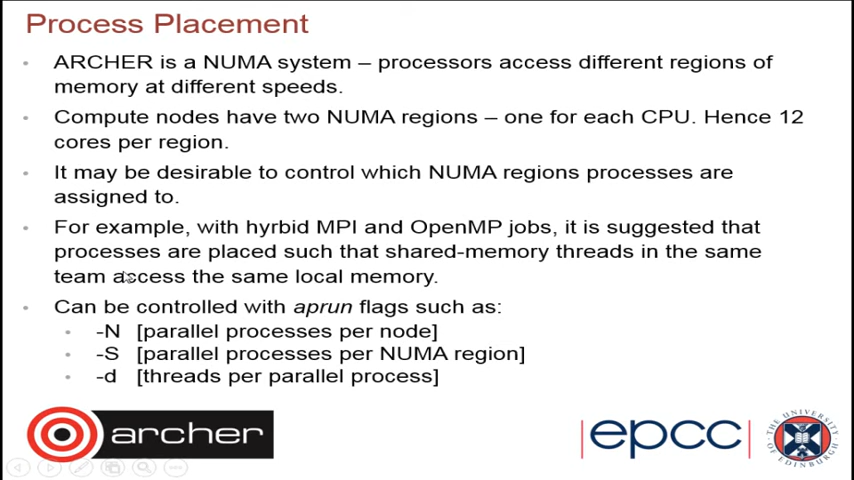 Process Placement
ARCHER is a NUMA system – processors access different regions of
memory at different speeds.
Compute nodes have two NUMA regions – one for each CPU. Hence 12
cores per region.
It may be desirable to control which NUMA regions processes are
assigned to.
For example, with hyrbid MPI and OpenMP jobs, it is suggested that
processes are placed such that shared-memory threads in the same
team access the same local memory.
Can be controlled with aprun flags such as:
-N [parallel processes per node]
-S [parallel processes per NUMA region]
-d [threads per parallel process]
archer
epcc
THE UNIVERSITY OF EDINBURGH